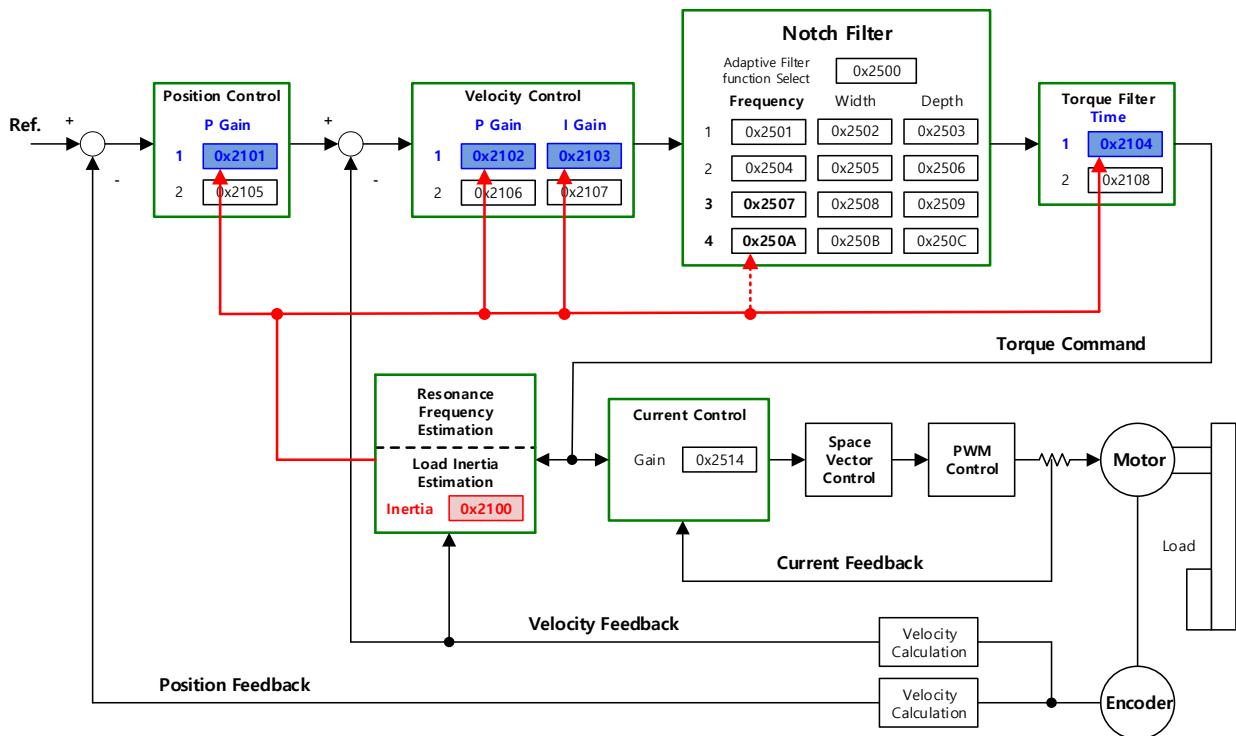 Notch Filter
Adaptive Filter
function Select
0x2500
Frequency Width Depth
1 0x2501 0x2502 0x2503
2 0x2504 0x2505 0x2506
3 0x2507 0x2508 0x2509
4 0x250A 0x250B 0x250C
Ref.
+
-
Position Control
P Gain
1 0x2101
2 0x2105
+
-
Velocity Control
P Gain I Gain
1 0x2102 0x2103
2 0x2106 0x2107
Torque Filter
Time
1 0x2104
2 0x2108
Torque Command
Resonance
Frequency
Estimation
Load Inertia
Estimation
Inertia 0x2100
Current Control
Gain 0x2514
Space
Vector
Control
PWM
Control
Motor
Load
Current Feedback
Velocity Feedback
Velocity
Calculation
Position Feedback
Velocity
Calculation
Encoder